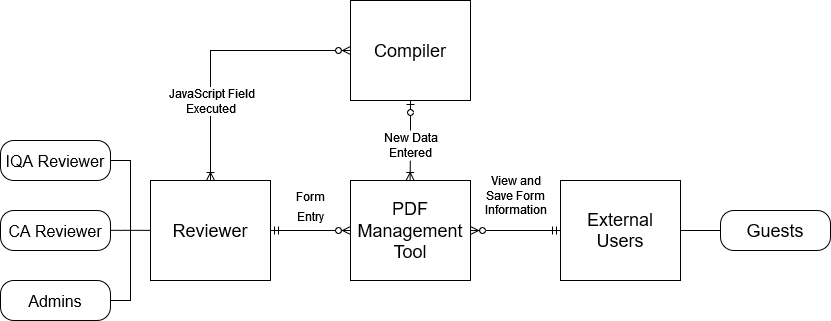 Compiler
JavaScript Field
Executed
New Data
Entered
IQA Reviewer
CA Reviewer
Admins
Reviewer
Form
Entry
PDF
Management
Tool
View and
Save Form
Information
External
Users
Guests